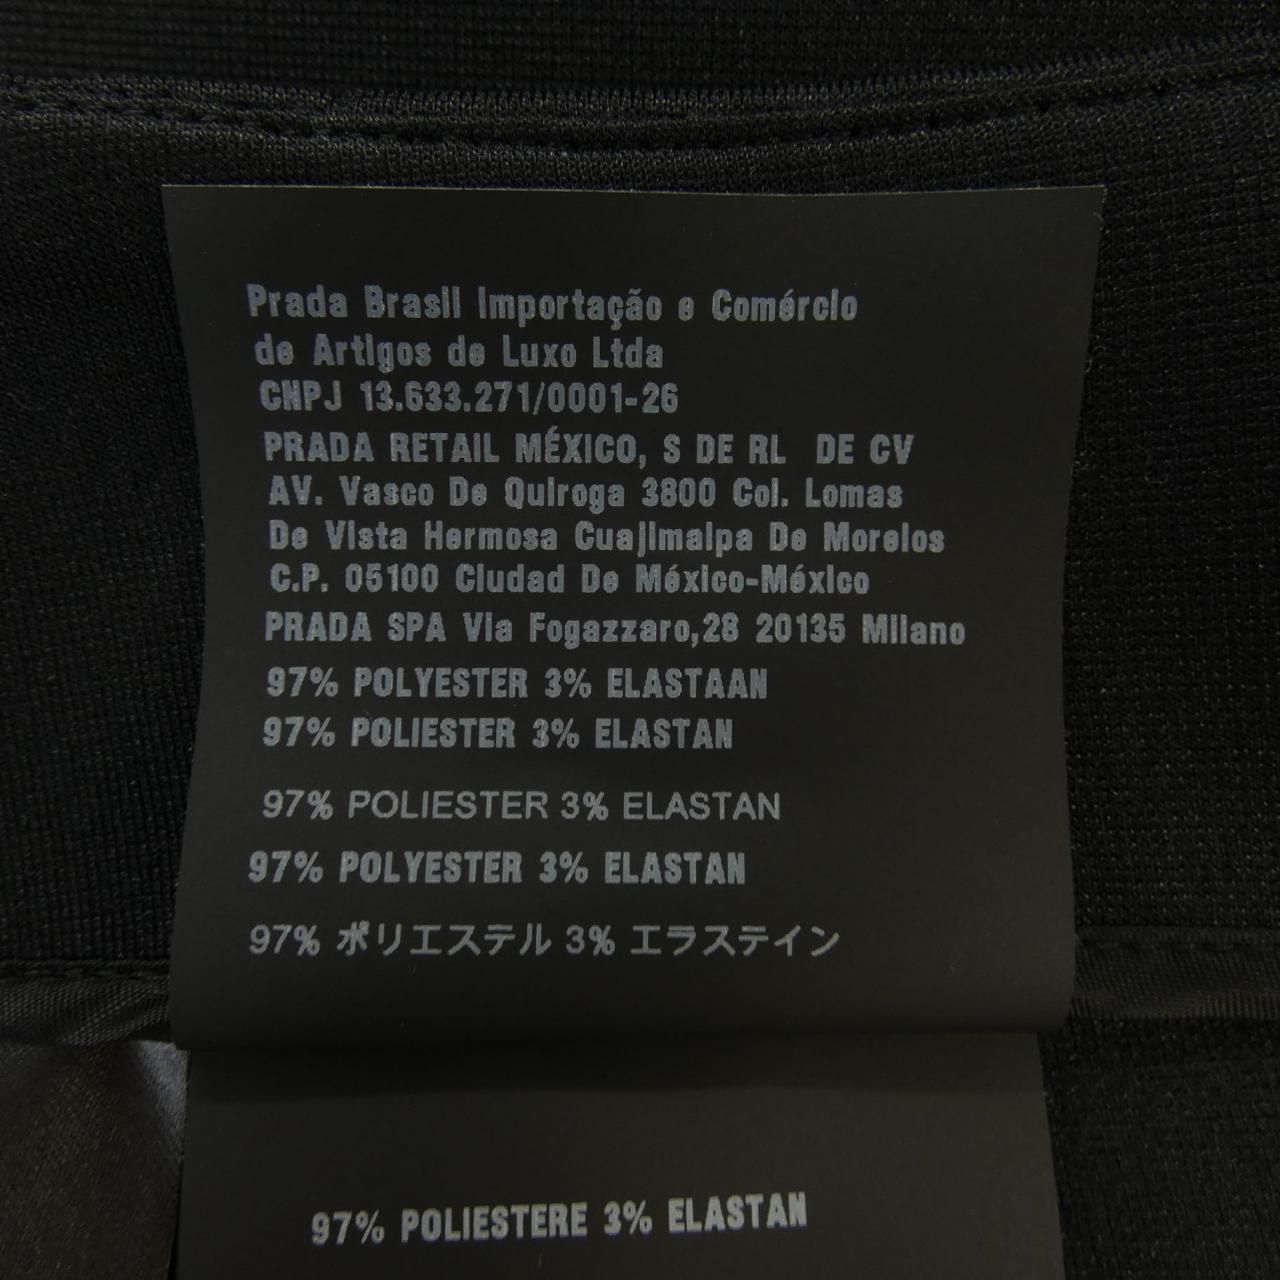 Prada Brasil Importação e Comércio
de Artigos de Luxo Ltda
CNPJ 13.633.271/0001-26
PRADA RETAIL MÉXICO, S DE RL DE CV
AV. Vasco De Quiroga 3800 Col. Lomas
De Vista Hermosa Cuajimalpa De Morelos
C.P. 05100 Ciudad De México-México
PRADA SPA Via Fogazzaro,28 20135 Milano
97% POLYESTER 3% ELASTAAN
97% POLIESTER 3% ELASTAN
97% POLIESTER 3% ELASTAN
97% POLYESTER 3% ELASTAN
97% ポリエステル 3% エラステイン
97% POLIESTERE 3% ELASTAN